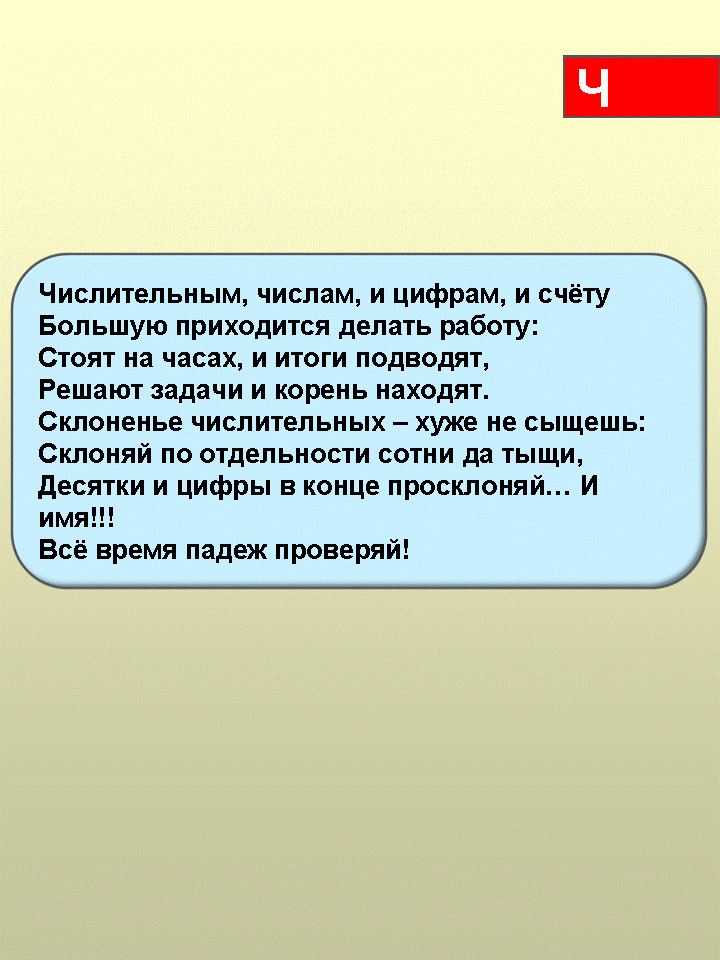 Ч
Числительным, числам, и цифрам, и счёту
Большую приходится делать работу:
Стоят на часах, и итоги подводят,
Решают задачи и корень находят.
Склоненье числительных – хуже не сыщешь:
Склоняй по отдельности сотни да тыщи,
Десятки и цифры в конце просклоняй… И
имя!!!
Всё время падеж проверяй!